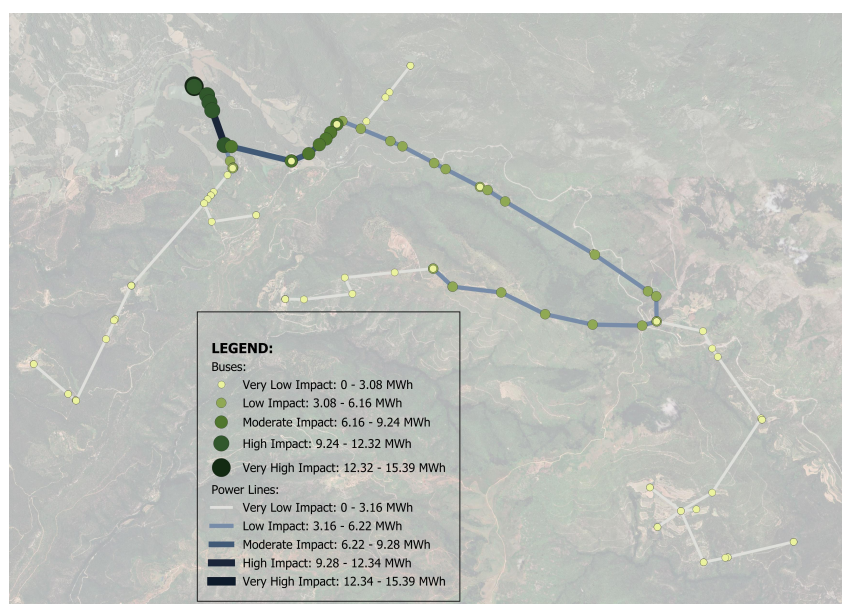 LEGEND:
Buses:
Very Low Impact: 0 - 3.08 MWh
Low Impact: 3.08 - 6.16 MWh
Moderate Impact: 6.16 - 9.24 MWh
High Impact: 9.24 - 12.32 MWh
Very High Impact: 12.32 - 15.39 MWh
Power Lines:
Very Low Impact: 0 - 3.16 MWh
Low Impact: 3.16 - 6.22 MWh
Moderate Impact: 6.22 - 9.28 MWh
High Impact: 9.28 - 12.34 MWh
Very High Impact: 12.34 - 15.39 MWh